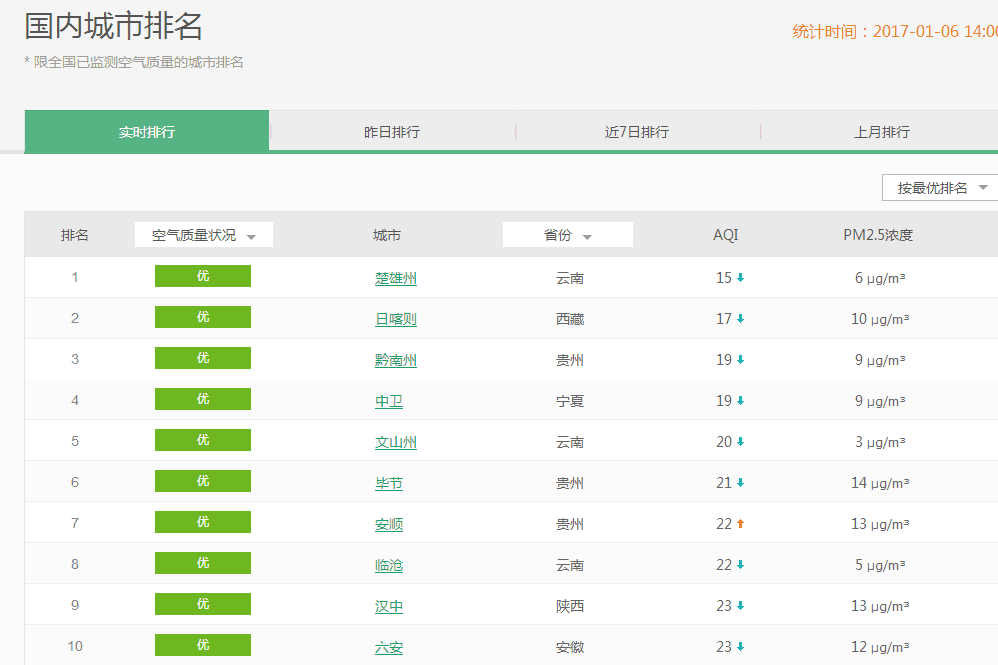 国内城市排名
统计时间：2017-01-06 14:00
* 限全国已监测空气质量的城市排名
实时排行 昨日排行 近7日排行 上月排行
按最优排名
排名 空气质量状况 城市 省份 AQI PM2.5浓度
1 优 楚雄州 云南 15 6 μg/m³
2 优 日喀则 西藏 17 10 μg/m³
3 优 黔南州 贵州 19 9 μg/m³
4 优 中卫 宁夏 19 9 μg/m³
5 优 文山州 云南 20 3 μg/m³
6 优 毕节 贵州 21 14 μg/m³
7 优 安顺 贵州 22 13 μg/m³
8 优 临沧 云南 22 5 μg/m³
9 优 汉中 陕西 23 13 μg/m³
10 优 六安 安徽 23 12 μg/m³